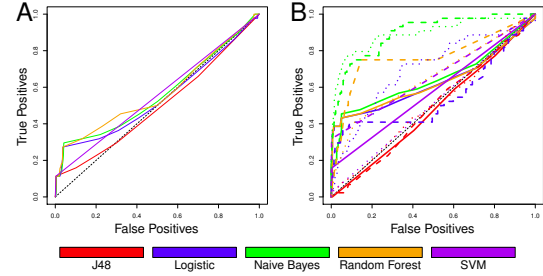 A
B
True Positives
1.0
0.8
0.6
0.4
0.2
0.0
0.0 0.2 0.4 0.6 0.8 1.0
False Positives
True Positives
1.0
0.8
0.6
0.4
0.2
0.0
0.0 0.2 0.4 0.6 0.8 1.0
False Positives
J48 Logistic Naive Bayes Random Forest SVM